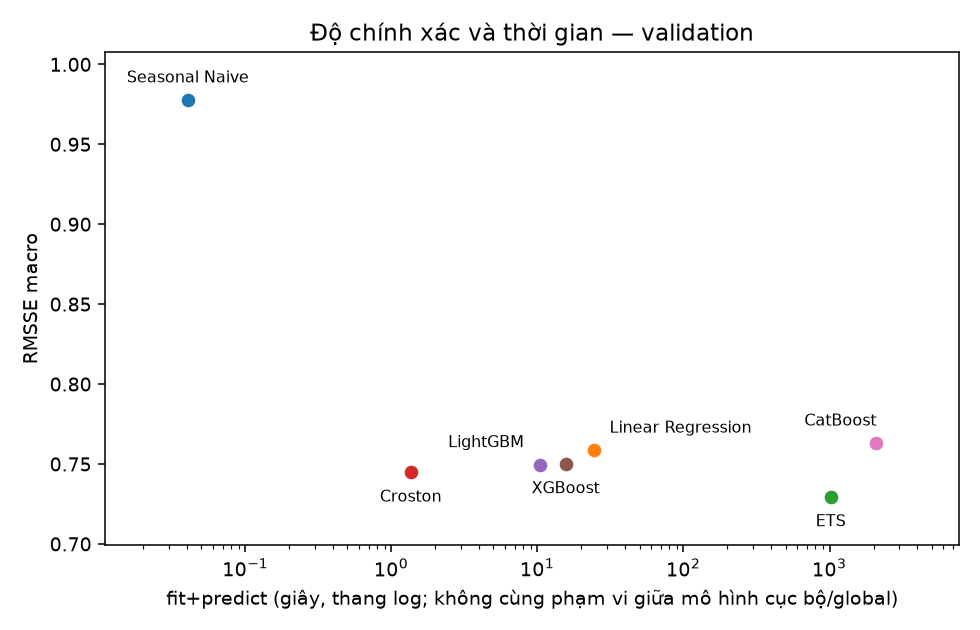 Độ chính xác và thời gian — validation
RMSSE macro
1.00
0.95
0.90
0.85
0.80
0.75
0.70
Seasonal Naive
CatBoost
Linear Regression
LightGBM
XGBoost
Croston
ETS
10⁻¹
10⁰
10¹
10²
10³
fit+predict (giây, thang log; không cùng phạm vi giữa mô hình cục bộ/global)